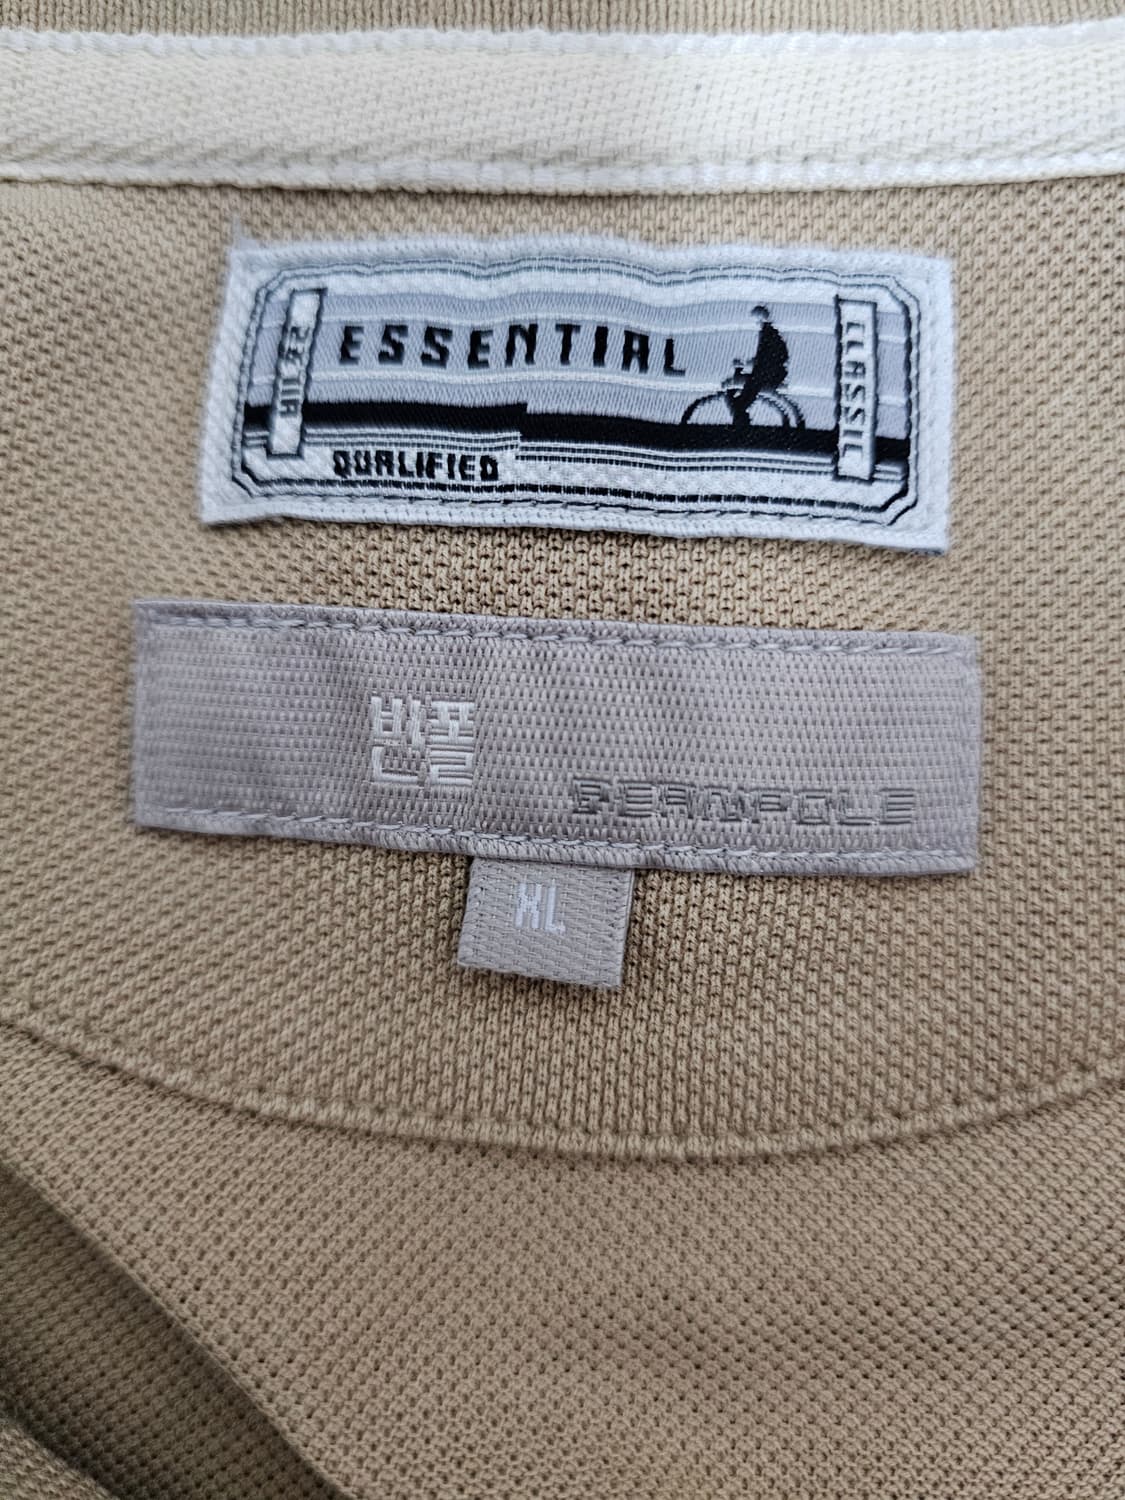 ESSENTIAL
CLASSIC
QUALIFIED
빈폴
BEANPOLE
XL